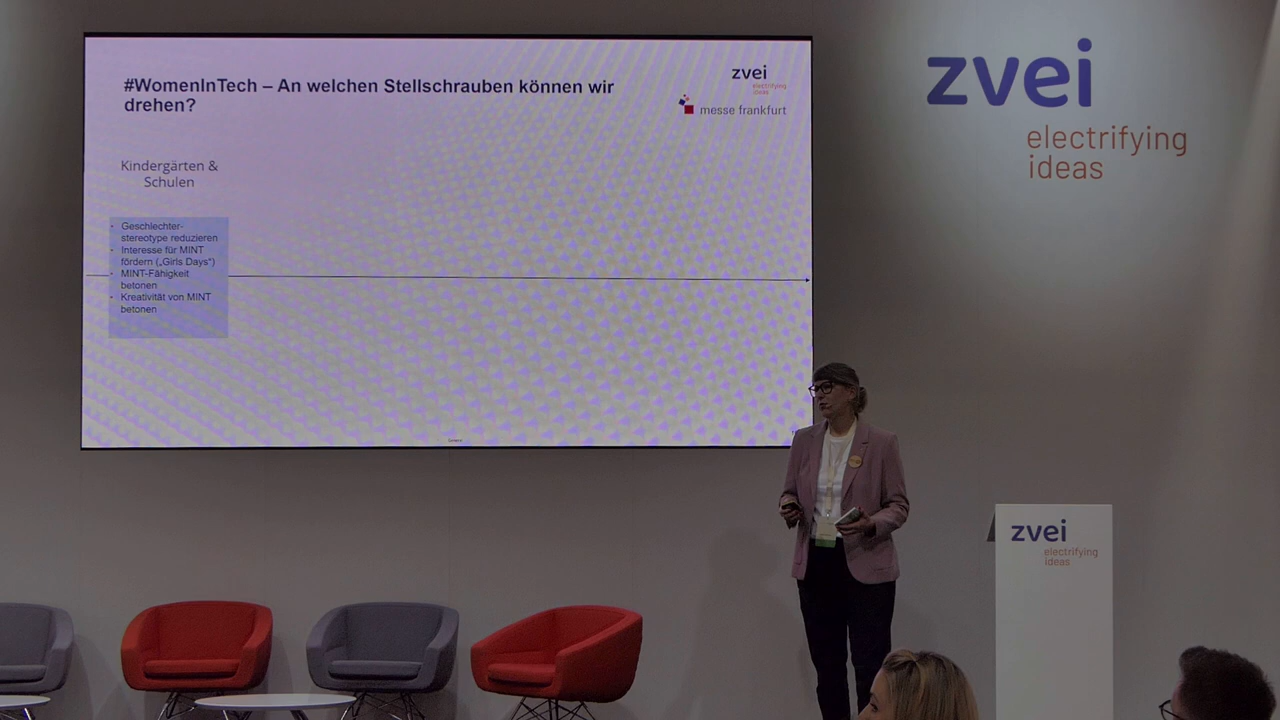 #WomenInTech – An welchen Stellschrauben können wir
drehen?
zvei
electrifying
ideas
messe frankfurt
Kindergärten &
Schulen
• Geschlechter-
stereotype reduzieren
• Interesse für MINT
fördern („Girls Days“)
• MINT-Fähigkeit
betonen
• Kreativität von MINT
betonen
zvei
electrifying
ideas
zvei
electrifying
ideas